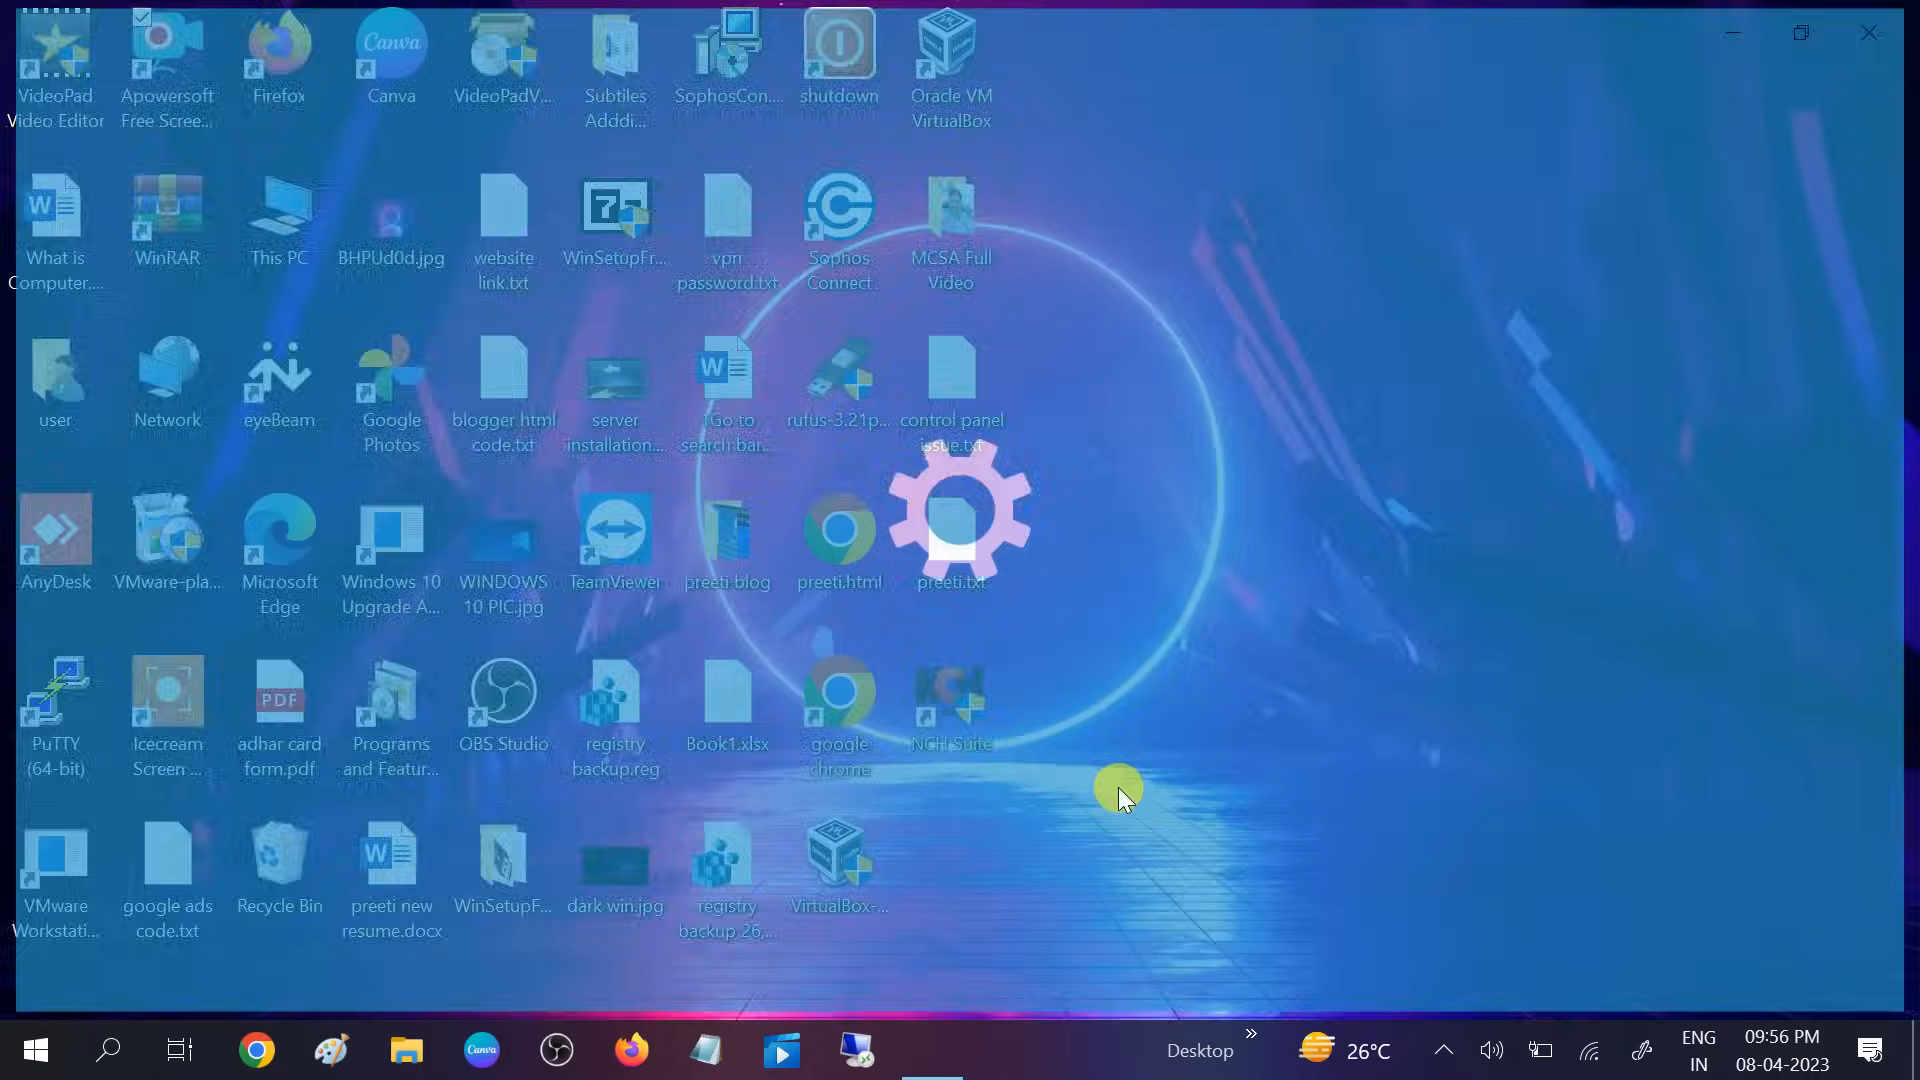 VideoPad
Video Editor
Apowersoft
Free Scree...
Firefox
Canva
Canva
VideoPadV...
Subtiles
Adddi...
SophosCon....
shutdown
Oracle VM
VirtualBox
W
What is
Computer,...
WinRAR
This PC
BHPUd0d.jpg
website
link.txt
7
WinSetupFr...
vpn
password.txt
Sophos
Connect
MCSA Full
Video
user
Network
eyeBeam
Google
Photos
blogger html
code.txt
server
installation...
W
Go to
search bar...
rufus-3.21p...
control panel
issue.txt
AnyDesk
VMware-pla...
Microsoft
Edge
Windows 10
Upgrade A...
WINDOWS
10 PIC.jpg
TeamViewer
preeti blog
preeti.html
preeti.txt
PuTTY
(64-bit)
Icecream
Screen ...
PDF
adhar card
form.pdf
Programs
and Featur...
OBS Studio
registry
backup.reg
Book1.xlsx
google
chrome
NCH
NCH Suite
VMware
Workstati...
google ads
code.txt
Recycle Bin
W
preeti new
resume.docx
WinSetupF...
dark win.jpg
registry
backup 26,...
VirtualBox-...
Canva
Desktop
26°C
ENG
IN
09:56 PM
08-04-2023